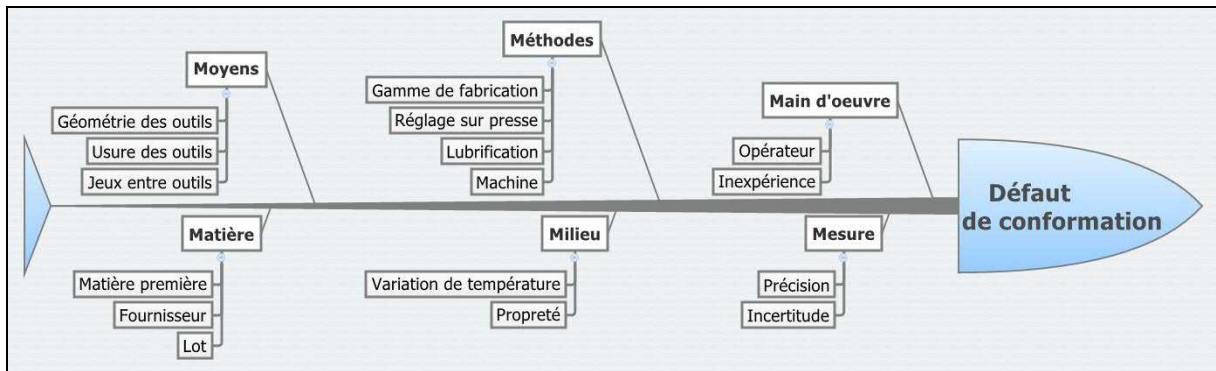 Moyens
Géométrie des outils
Usure des outils
Jeux entre outils
Méthodes
Gamme de fabrication
Réglage sur presse
Lubrification
Machine
Main d'oeuvre
Opérateur
Inexpérience
Défaut
de conformation
Matière
Matière première
Fournisseur
Lot
Milieu
Variation de température
Propreté
Mesure
Précision
Incertitude